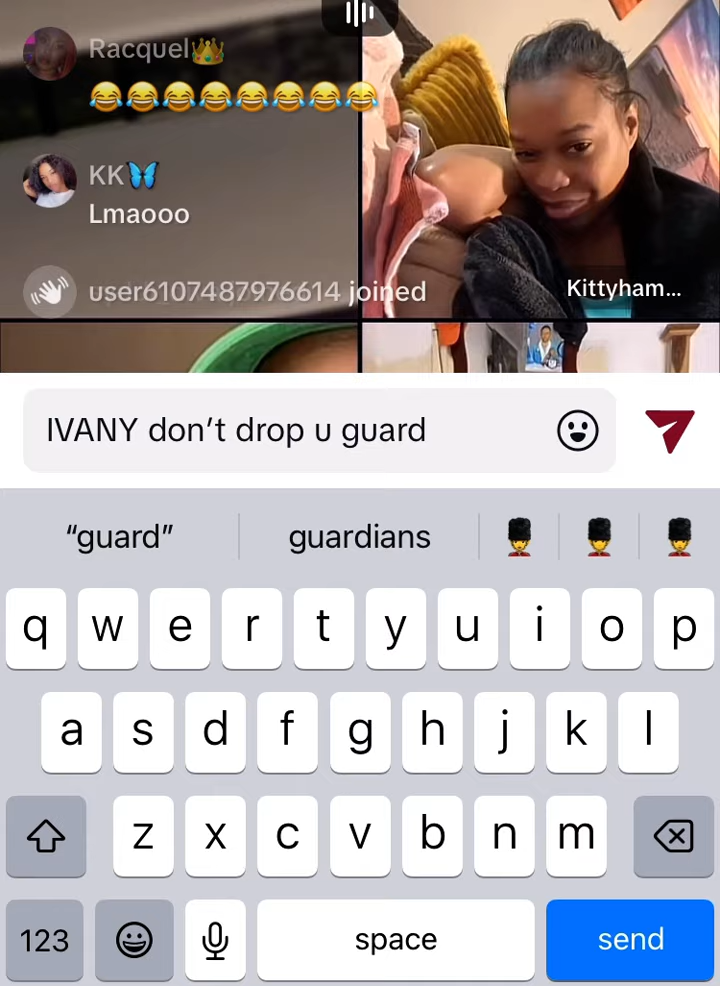 Racquel👑
😂😂😂😂😂😂😂😂
KK🦋
Lmaooo
user6107487976614 joined
Kittyham...
IVANY don’t drop u guard
“guard” guardians 💂 💂 💂
q w e r t y u i o p
a s d f g h j k l
z x c v b n m
123 space send